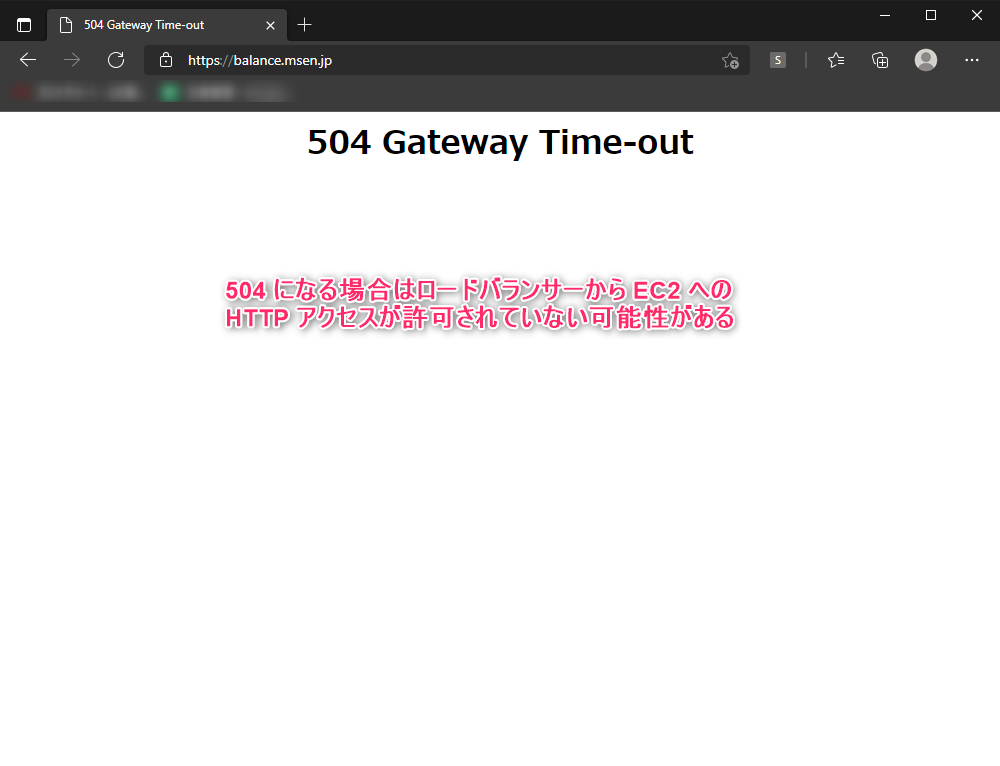 504 Gateway Time-out
https://balance.msen.jp
S
504 Gateway Time-out
504 になる場合はロードバランサーから EC2 への
HTTP アクセスが許可されていない可能性がある